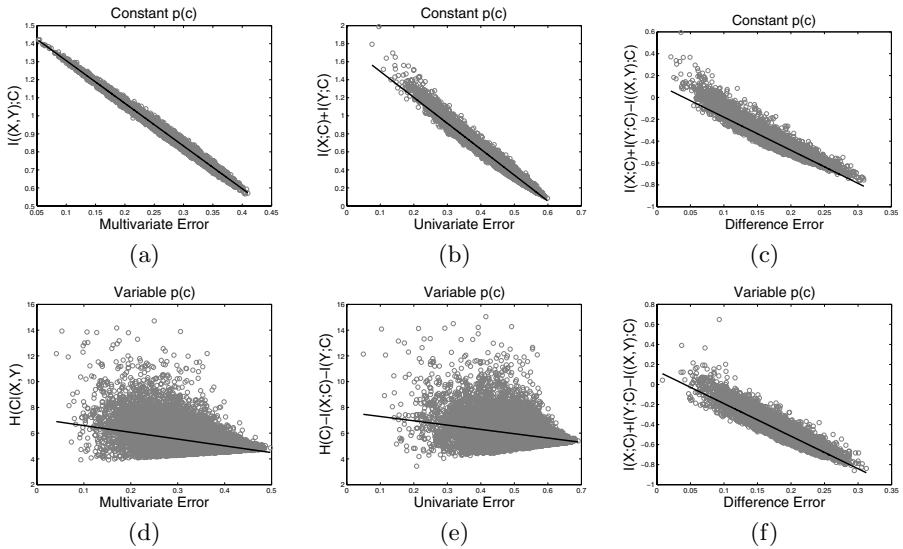 Constant p(c)
I((X,Y);C)
1.5
1.4
1.3
1.2
1.1
1
0.9
0.8
0.7
0.6
0.5
0.05 0.1 0.15 0.2 0.25 0.3 0.35 0.4 0.45
Multivariate Error
(a)
Constant p(c)
I(X;C)+I(Y;C)
2
1.8
1.6
1.4
1.2
1
0.8
0.6
0.4
0.2
0
0 0.1 0.2 0.3 0.4 0.5 0.6 0.7
Univariate Error
(b)
Constant p(c)
I(X;C)+I(Y;C)−I((X,Y);C)
0.6
0.4
0.2
0
−0.2
−0.4
−0.6
−0.8
−1
0 0.05 0.1 0.15 0.2 0.25 0.3 0.35
Difference Error
(c)
Variable p(c)
H(C|(X,Y)
16
14
12
10
8
6
4
2
0 0.1 0.2 0.3 0.4 0.5
Multivariate Error
(d)
Variable p(c)
H(C)−I(X;C)−I(Y;C)
16
14
12
10
8
6
4
2
0 0.1 0.2 0.3 0.4 0.5 0.6 0.7
Univariate Error
(e)
Variable p(c)
I(X;C)+I(Y;C)−I((X,Y);C)
0.8
0.6
0.4
0.2
0
−0.2
−0.4
−0.6
−0.8
−1
0 0.05 0.1 0.15 0.2 0.25 0.3 0.35
Difference Error
(f)